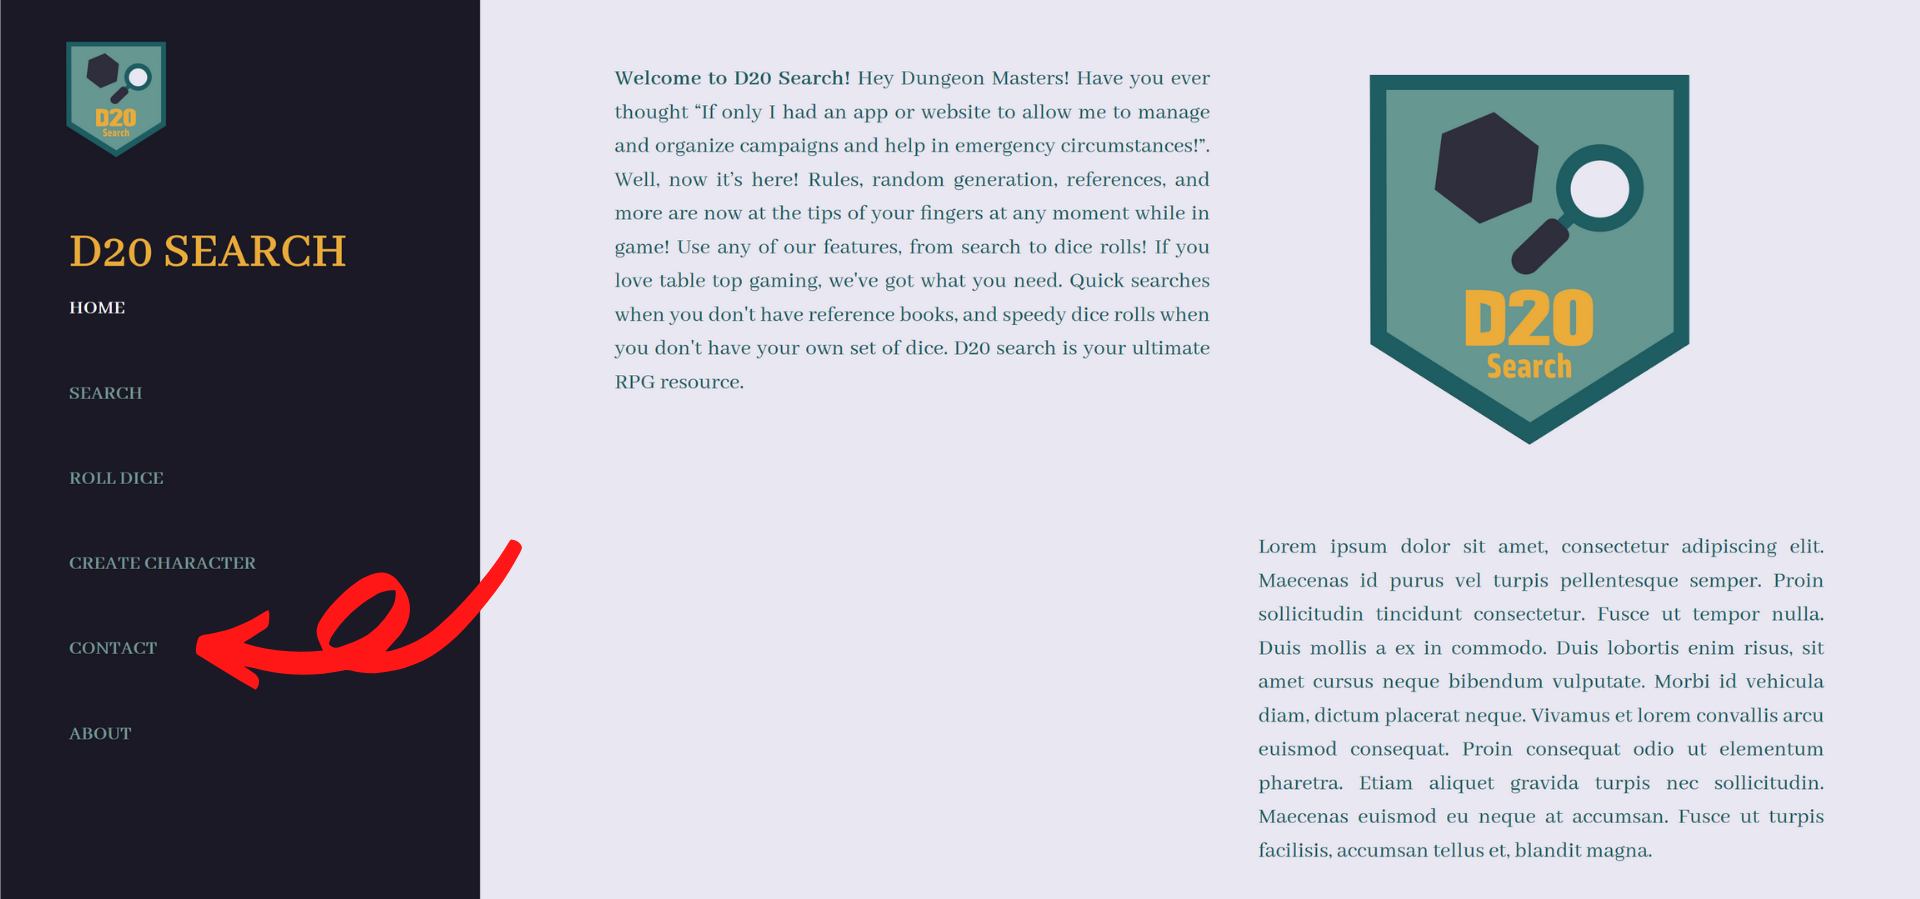 D20
Search
D20 SEARCH
HOME
SEARCH
ROLL DICE
CREATE CHARACTER
CONTACT
ABOUT
Welcome to D20 Search! Hey Dungeon Masters! Have you ever
thought “If only I had an app or website to allow me to manage
and organize campaigns and help in emergency circumstances!”.
Well, now it’s here! Rules, random generation, references, and
more are now at the tips of your fingers at any moment while in
game! Use any of our features, from search to dice rolls! If you
love table top gaming, we've got what you need. Quick searches
when you don't have reference books, and speedy dice rolls when
you don't have your own set of dice. D20 search is your ultimate
RPG resource.
D20
Search
Lorem ipsum dolor sit amet, consectetur adipiscing elit.
Maecenas id purus vel turpis pellentesque semper. Proin
sollicitudin tincidunt consectetur. Fusce ut tempor nulla.
Duis mollis a ex in commodo. Duis lobortis enim risus, sit
amet cursus neque bibendum vulputate. Morbi id vehicula
diam, dictum placerat neque. Vivamus et lorem convallis arcu
euismod consequat. Proin consequat odio ut elementum
pharetra. Etiam aliquet gravida turpis nec sollicitudin.
Maecenas euismod eu neque at accumsan. Fusce ut turpis
facilisis, accumsan tellus et, blandit magna.